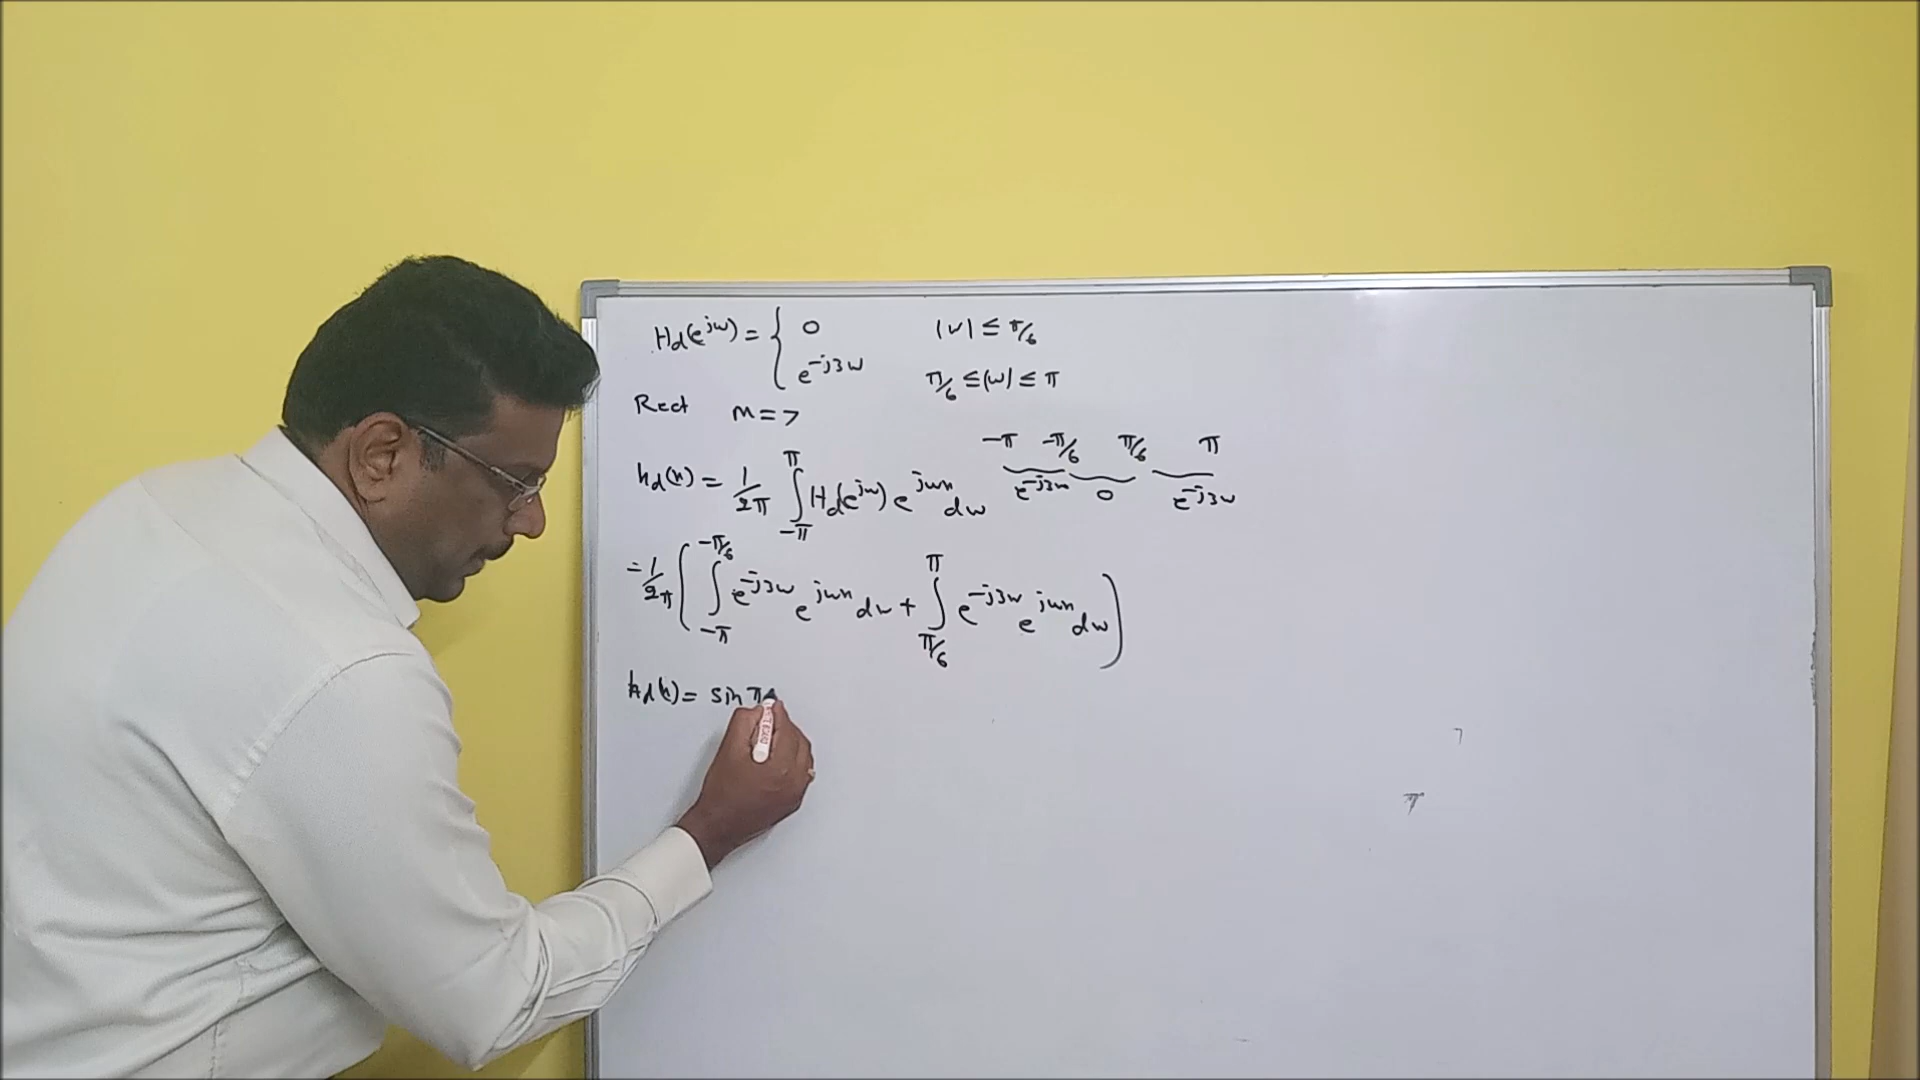 Hd(e^jw) = { 0 |w| ≤ π/6
e^-j3w π/6 ≤ |w| ≤ π
Rect M = 7
-π -π/6 π/6 π
hd(n) = 1/2π ∫_-π^π Hd(e^jw) e^jwn dw e^-j3w 0 e^-j3w
= 1/2π ( ∫_-π^-π/6 e^-j3w e^jwn dw + ∫_π/6^π e^-j3w e^jwn dw )
hd(n) = sin π
7
π